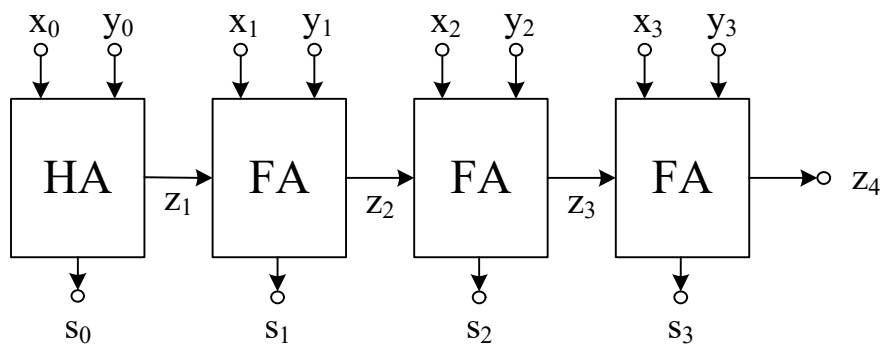 x₀ y₀ x₁ y₁ x₂ y₂ x₃ y₃
HA FA FA FA
z₁ z₂ z₃ z₄
s₀ s₁ s₂ s₃